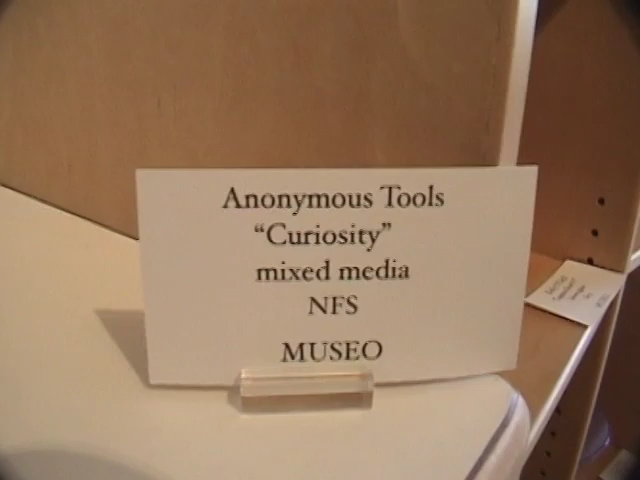 Anonymous Tools
“Curiosity”
mixed media
NFS
MUSEO